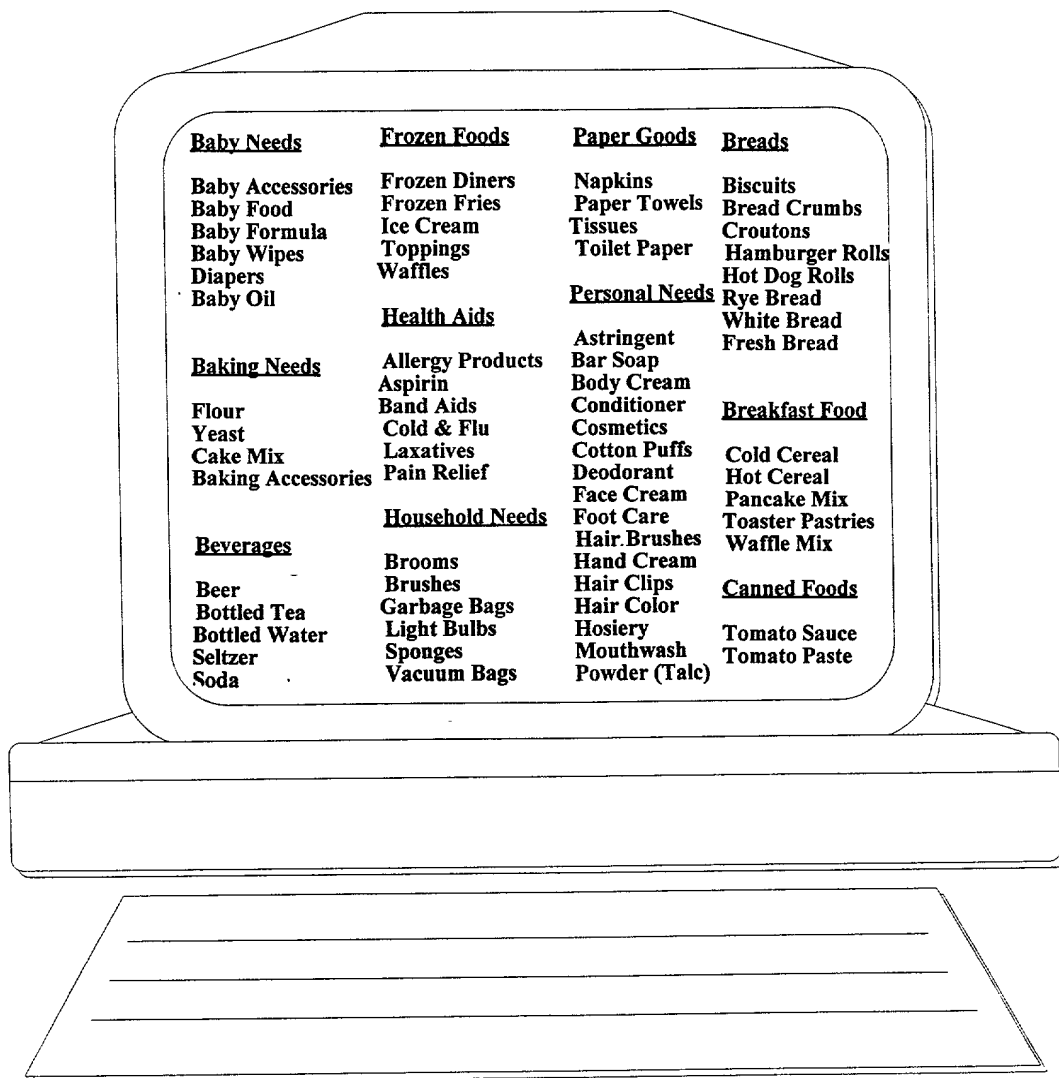 Baby Needs
Baby Accessories
Baby Food
Baby Formula
Baby Wipes
Diapers
Baby Oil
Baking Needs
Flour
Yeast
Cake Mix
Baking Accessories
Beverages
Beer
Bottled Tea
Bottled Water
Seltzer
Soda
Frozen Foods
Frozen Diners
Frozen Fries
Ice Cream
Toppings
Waffles
Health Aids
Allergy Products
Aspirin
Band Aids
Cold & Flu
Laxatives
Pain Relief
Household Needs
Brooms
Brushes
Garbage Bags
Light Bulbs
Sponges
Vacuum Bags
Paper Goods
Napkins
Paper Towels
Tissues
Toilet Paper
Personal Needs
Astringent
Bar Soap
Body Cream
Conditioner
Cosmetics
Cotton Puffs
Deodorant
Face Cream
Foot Care
Hair Brushes
Hand Cream
Hair Clips
Hair Color
Hosiery
Mouthwash
Powder (Talc)
Breads
Biscuits
Bread Crumbs
Croutons
Hamburger Rolls
Hot Dog Rolls
Rye Bread
White Bread
Fresh Bread
Breakfast Food
Cold Cereal
Hot Cereal
Pancake Mix
Toaster Pastries
Waffle Mix
Canned Foods
Tomato Sauce
Tomato Paste